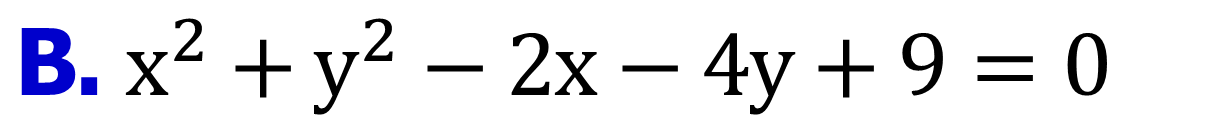 B. x² + y² − 2x − 4y + 9 = 0